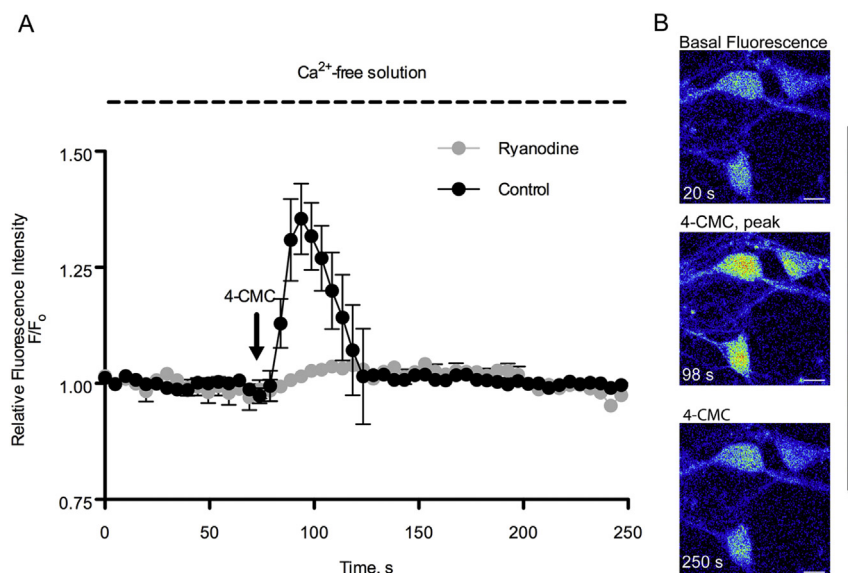 A
Ca2+-free solution
1.50
1.25
1.00
0.75
Relative Fluorescence Intensity
F/Fo
Ryanodine
Control
4-CMC
0
50
100
150
200
250
Time, s
B
Basal Fluorescence
20 s
4-CMC, peak
98 s
4-CMC
250 s